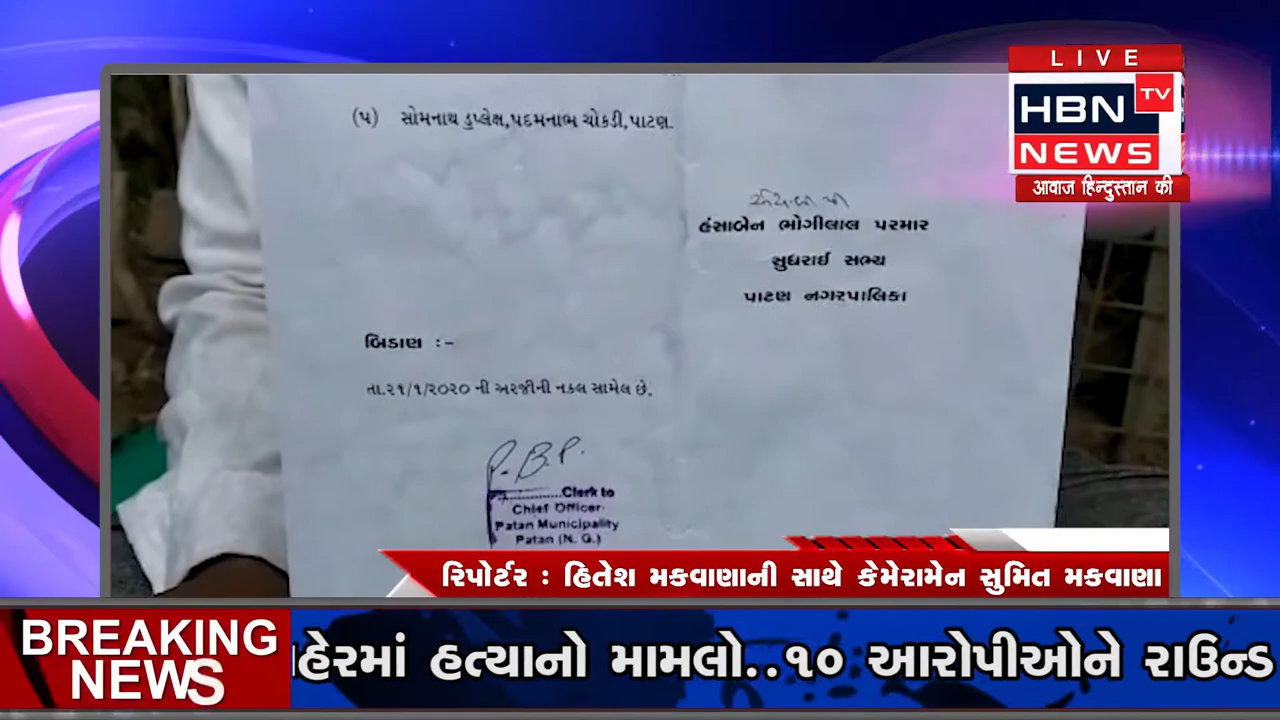 LIVE
HBN TV
NEWS
आवाज़ हिन्दुस्तान की
(૫) સોમનાથ ડુપ્લેક્ષ,પદમનાભ ચોકડી,પાટણ.
હંસાબેન ભોગીલાલ પરમાર
સુધરાઈ સભ્ય
પાટણ નગરપાલિકા
બિડાણ :-
તા.૨૧/૧/૨૦૨૦ ની અરજીની નકલ સામેલ છે.
P.B.P.
Clerk to
Chief Officer
Patan Municipality
Patan (N. G.)
રિપોર્ટર : હિતેશ મકવાણાની સાથે કેમેરામેન સુમિત મકવાણા
BREAKING
NEWS
હત્યાનો મામલો..૧૦ આરોપીઓને રાઉન્ડ